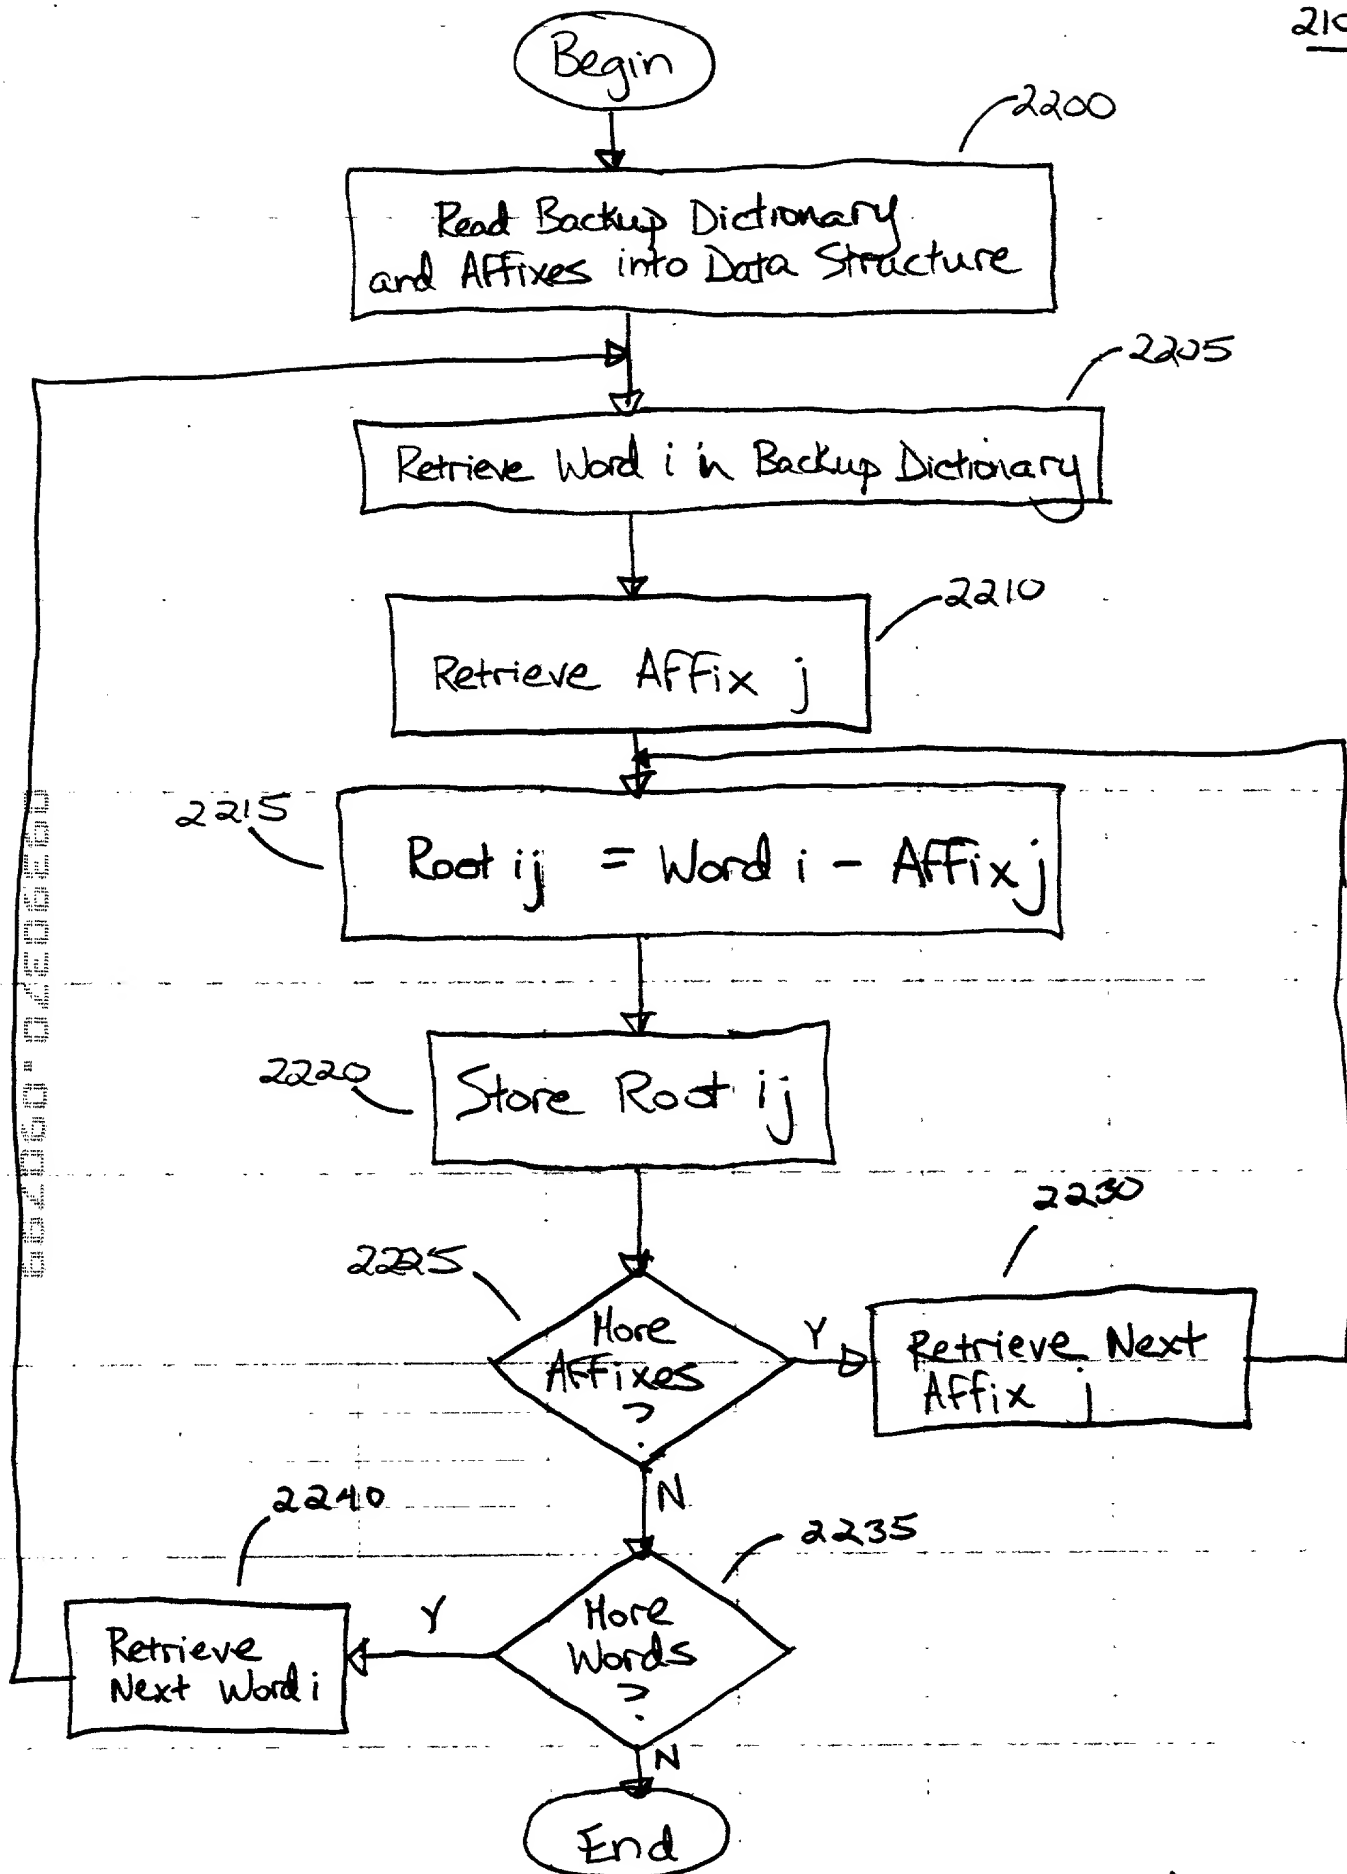 210
Begin
2200
Read Backup Dictionary
and Affixes into Data Structure
2205
Retrieve Word i in Backup Dictionary
2210
Retrieve Affix j
2215
Root ij = Word i - Affix j
2220
Store Root ij
2230
2225
More
Affixes
?
Y
Retrieve Next
Affix j
N
2240
2235
More
Words
?
Y
Retrieve
Next Word i
N
End